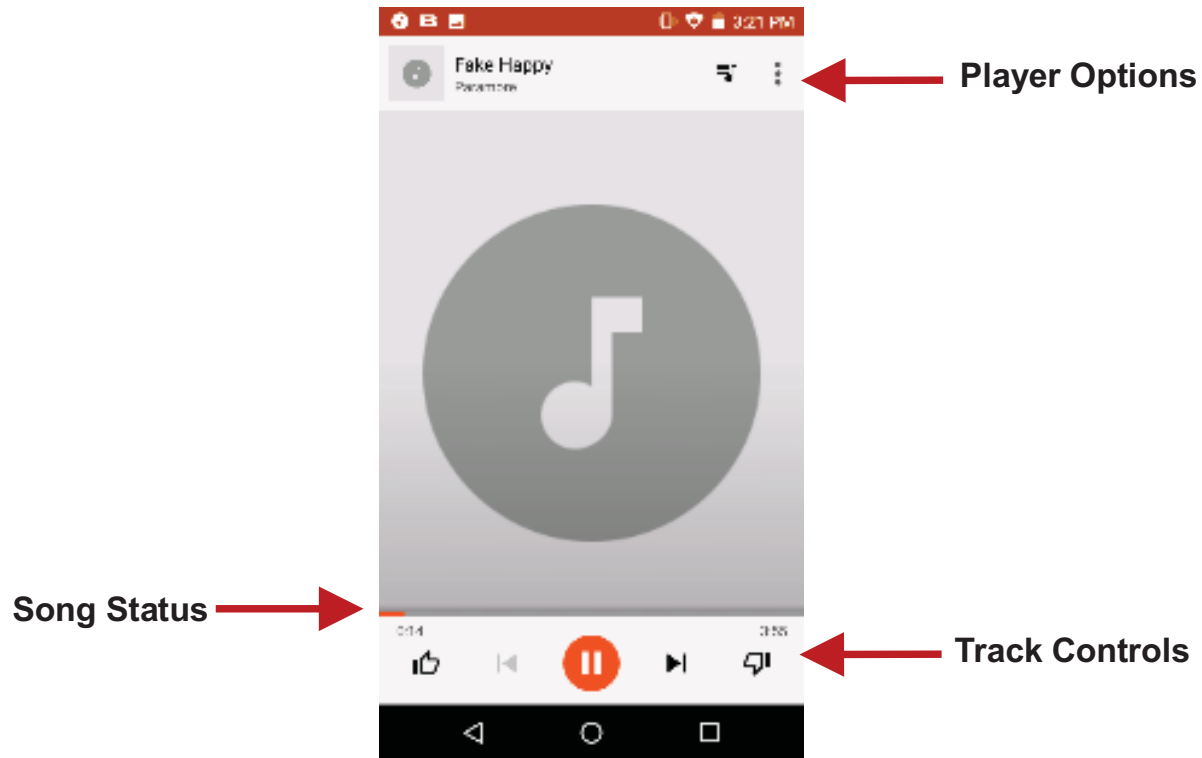 3:21 PM
Fake Happy
Paramore
Player Options
Song Status
0:14
3:55
Track Controls